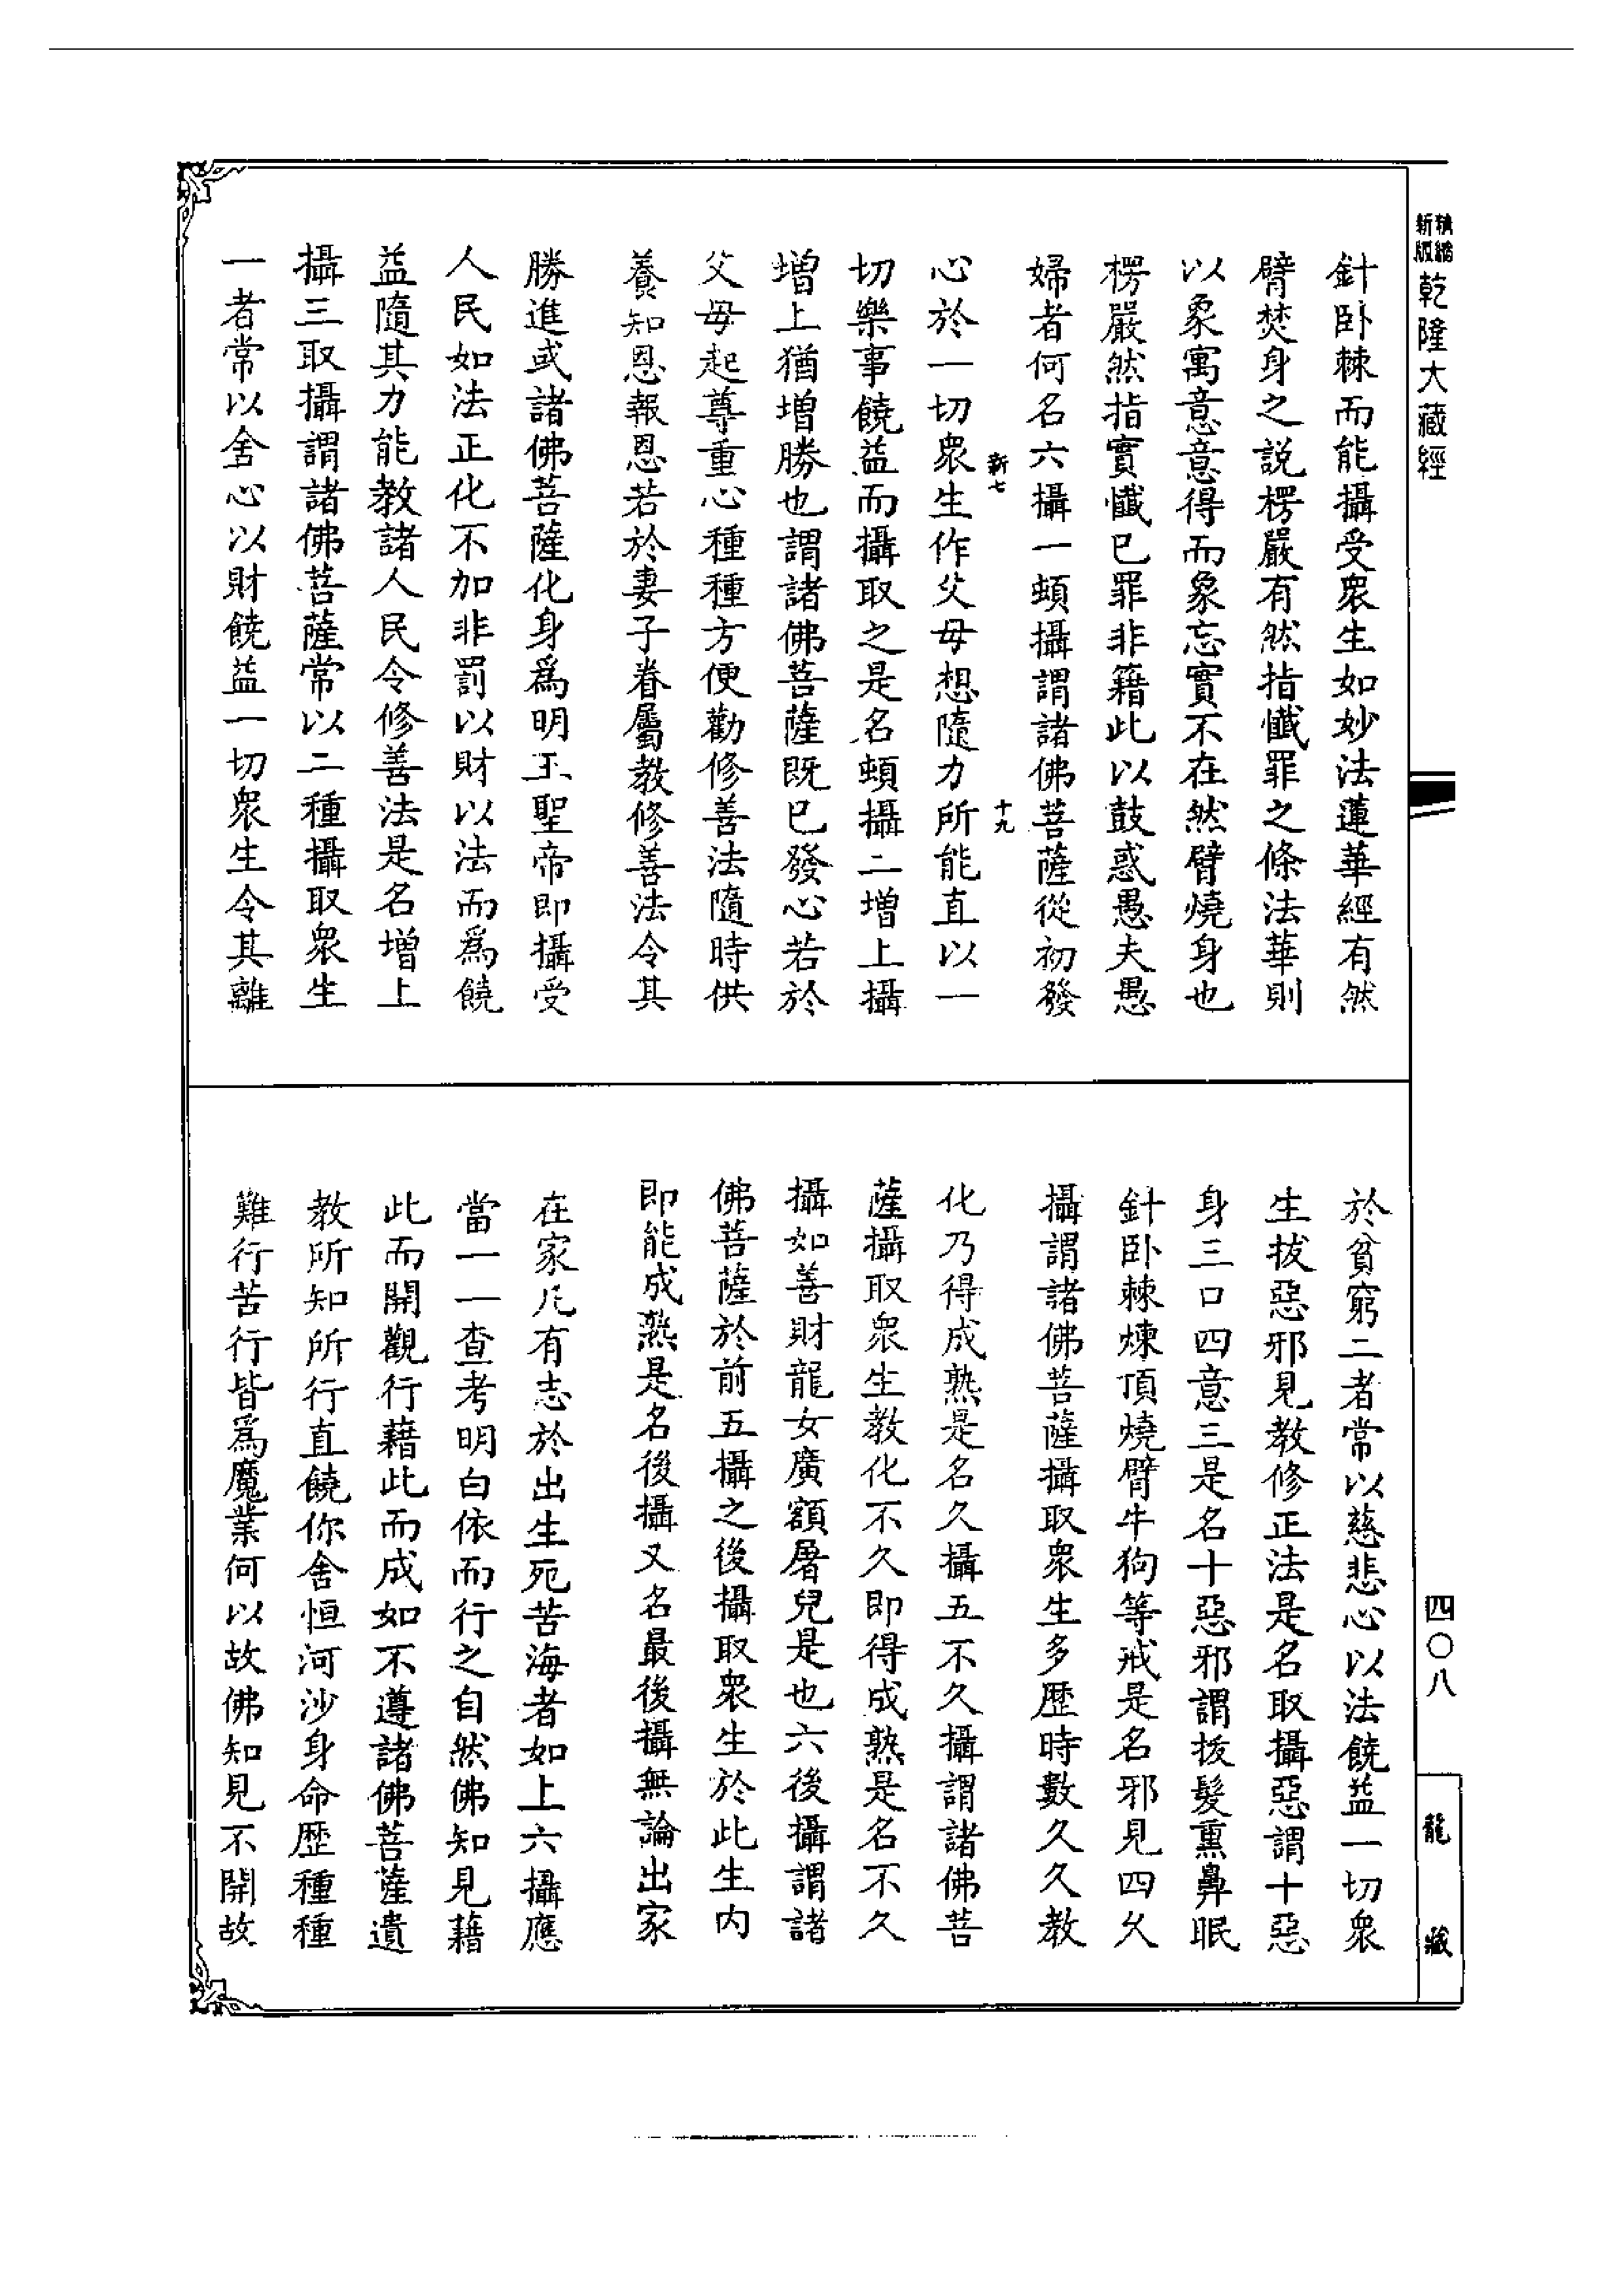 精縮新版乾隆大藏經
四〇八
龍藏
針卧棘而能攝受衆生如妙法蓮華經有然
臂焚身之説楞嚴有然指懺罪之條法華則
以象寓意意得而象忘實不在然臂燒身也
楞嚴然指實懺已罪非籍此以鼓惑愚夫愚
婦者何名六攝一頓攝謂諸佛菩薩從初發
新七 十九
心於一切衆生作父母想隨力所能直以一
切樂事饒益而攝取之是名頓攝二增上攝
增上猶增勝也謂諸佛菩薩既已發心若於
父母起尊重心種種方便勸修善法隨時供
養知恩報恩若於妻子眷屬教修善法令其
勝進或諸佛菩薩化身爲明王聖帝即攝受
人民如法正化不加非罰以財以法而爲饒
益隨其力能教諸人民令修善法是名增上
攝三取攝謂諸佛菩薩常以二種攝取衆生
一者常以舍心以財饒益一切衆生令其離
於貧窮二者常以慈悲心以法饒益一切衆
生拔惡邪見教修正法是名取攝惡謂十惡
身三口四意三是名十惡邪謂拔髮熏鼻眠
針卧棘煉頂燒臂牛狗等戒是名邪見四久
攝謂諸佛菩薩攝取衆生多歷時數久久教
化乃得成熟是名久攝五不久攝謂諸佛菩
薩攝取衆生教化不久即得成熟是名不久
攝如善財龍女廣額屠兒是也六後攝謂諸
佛菩薩於前五攝之後攝取衆生於此生内
即能成熟是名後攝又名最後攝無論出家
在家凡有志於出生死苦海者如上六攝應
當一一查考明白依而行之自然佛知見藉
此而開觀行藉此而成如不遵諸佛菩薩遺
教所知所行直饒你舍恒河沙身命歷種種
難行苦行皆爲魔業何以故佛知見不開故